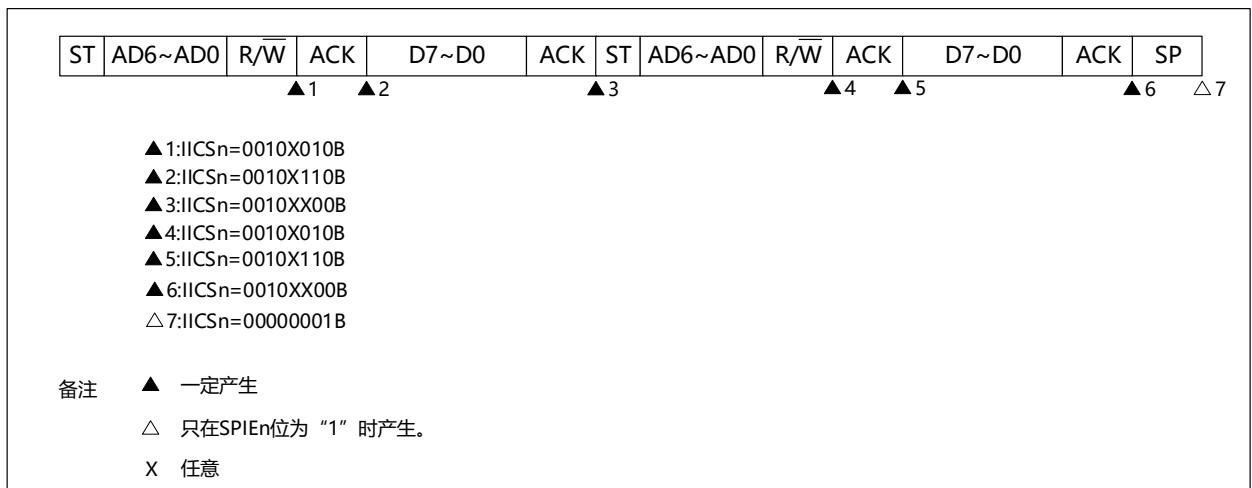 ST AD6~AD0 R/W̅ ACK D7~D0 ACK ST AD6~AD0 R/W̅ ACK D7~D0 ACK SP
▲1 ▲2 ▲3 ▲4 ▲5 ▲6 △7
▲1:IICSn=0010X010B
▲2:IICSn=0010X110B
▲3:IICSn=0010XX00B
▲4:IICSn=0010X010B
▲5:IICSn=0010X110B
▲6:IICSn=0010XX00B
△7:IICSn=00000001B
备注 ▲ 一定产生
△ 只在SPIEn位为“1”时产生。
X 任意